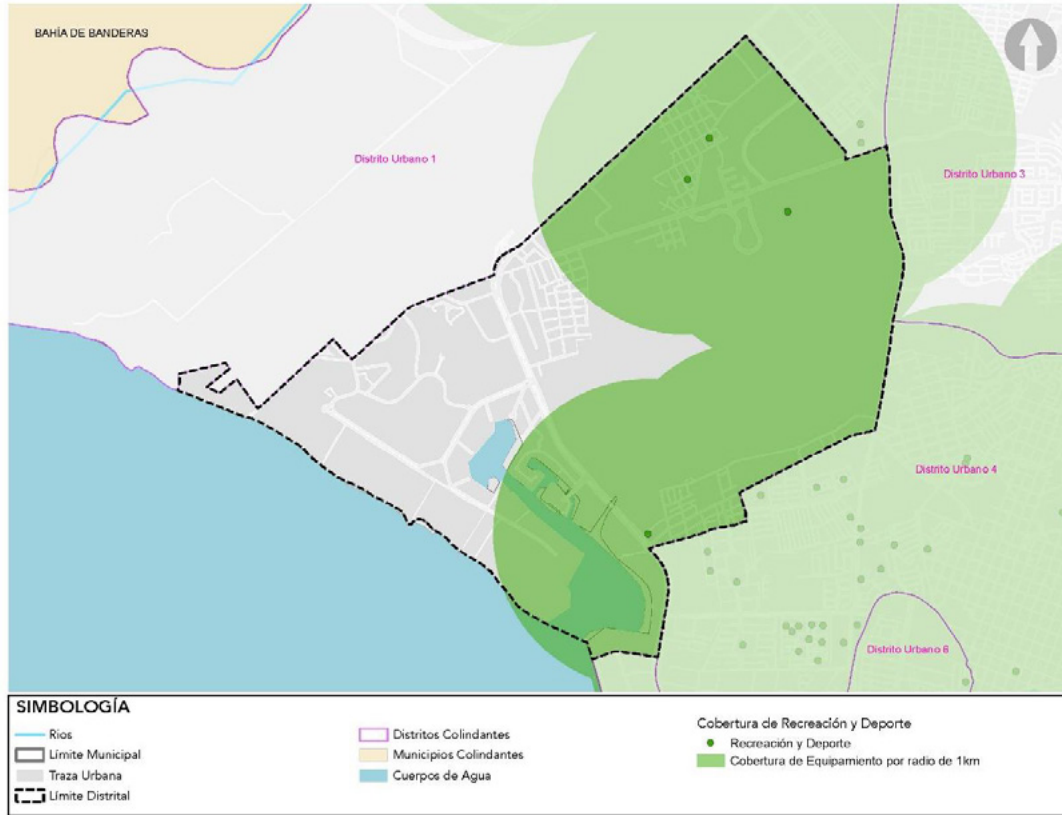 BAHÍA DE BANDERAS
Distrito Urbano 1
Distrito Urbano 3
Distrito Urbano 4
Distrito Urbano 6
SIMBOLOGÍA
Rios
Límite Municipal
Traza Urbana
Límite Distrital
Distritos Colindantes
Municipios Colindantes
Cuerpos de Agua
Cobertura de Recreación y Deporte
Recreación y Deporte
Cobertura de Equipamiento por radio de 1km